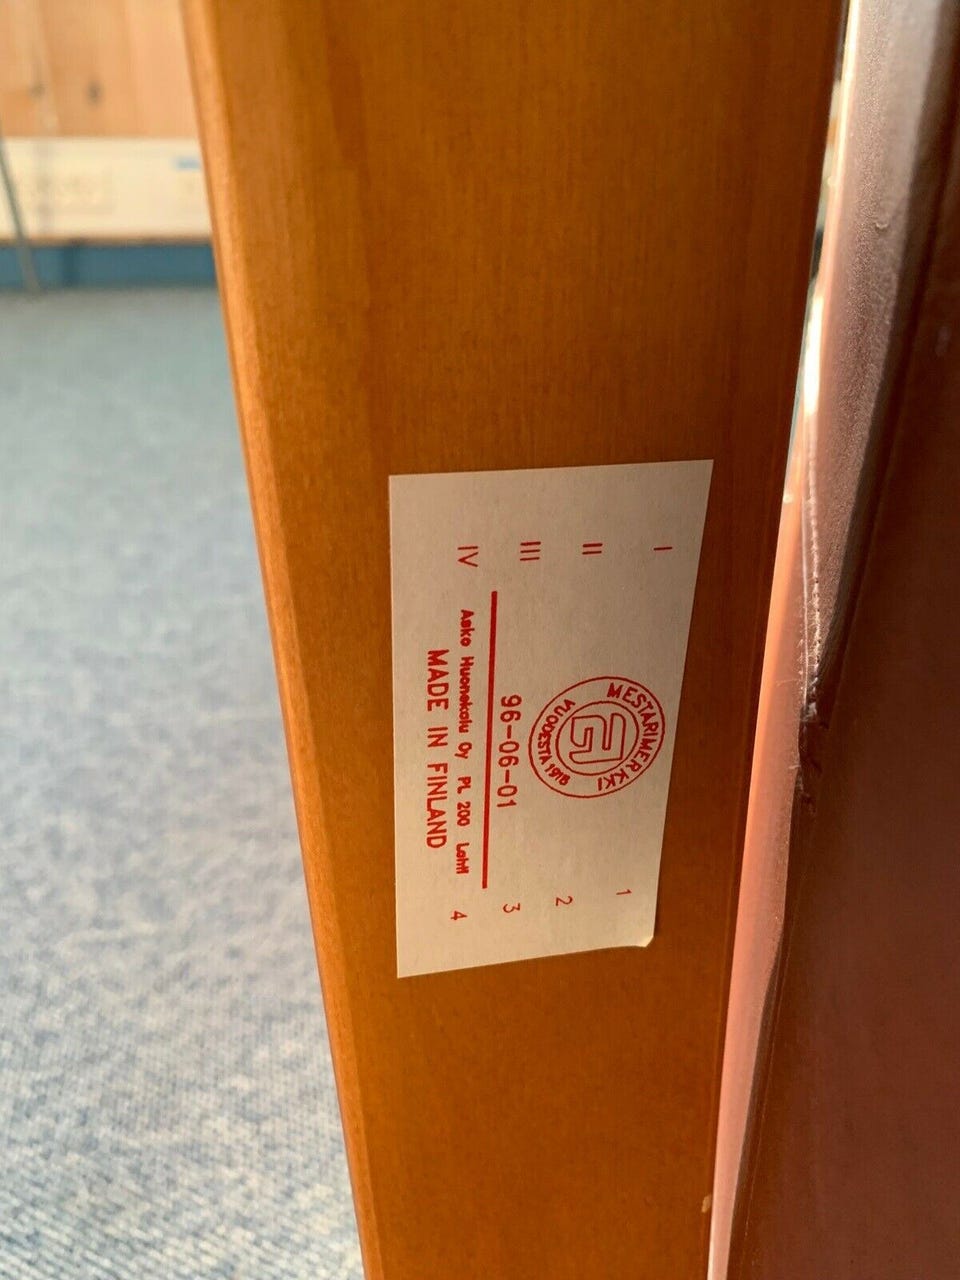 I
II
III
IV
MESTARIMERKKI
VUODESTA 1918
96-06-01
Asko Huonekalu Oy PL 200 Lahti
MADE IN FINLAND
1
2
3
4